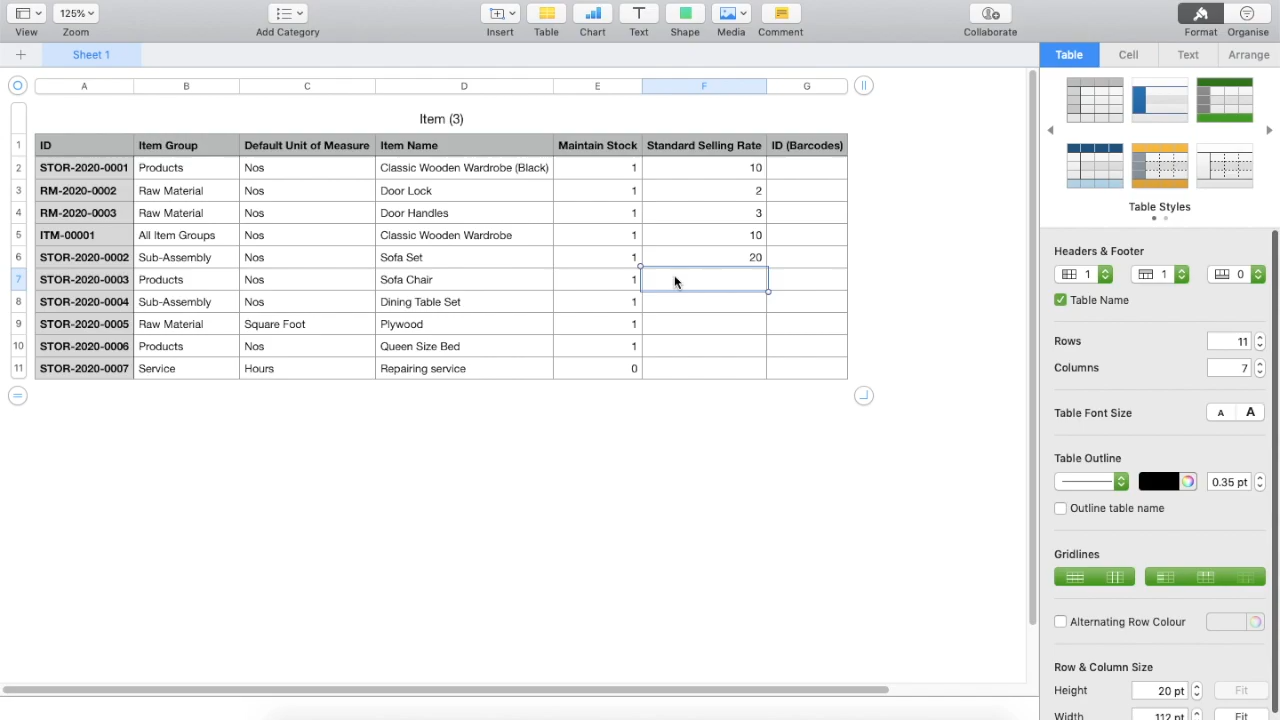 View
125%
Zoom
Add Category
Insert
Table
Chart
Text
Shape
Media
Comment
Collaborate
Format
Organise
Sheet 1
Table Cell Text Arrange
A B C D E F G
Item (3)
1 ID Item Group Default Unit of Measure Item Name Maintain Stock Standard Selling Rate ID (Barcodes)
2 STOR-2020-0001 Products Nos Classic Wooden Wardrobe (Black) 1 10
3 RM-2020-0002 Raw Material Nos Door Lock 1 2
4 RM-2020-0003 Raw Material Nos Door Handles 1 3
5 ITM-00001 All Item Groups Nos Classic Wooden Wardrobe 1 10
6 STOR-2020-0002 Sub-Assembly Nos Sofa Set 1 20
7 STOR-2020-0003 Products Nos Sofa Chair 1
8 STOR-2020-0004 Sub-Assembly Nos Dining Table Set 1
9 STOR-2020-0005 Raw Material Square Foot Plywood 1
10 STOR-2020-0006 Products Nos Queen Size Bed 1
11 STOR-2020-0007 Service Hours Repairing service 0
Table Styles
Headers & Footer
1 1 0
Table Name
Rows 11
Columns 7
Table Font Size A A
Table Outline
0.35 pt
Outline table name
Gridlines
Alternating Row Colour
Row & Column Size
Height 20 pt Fit
Width 112 pt Fit